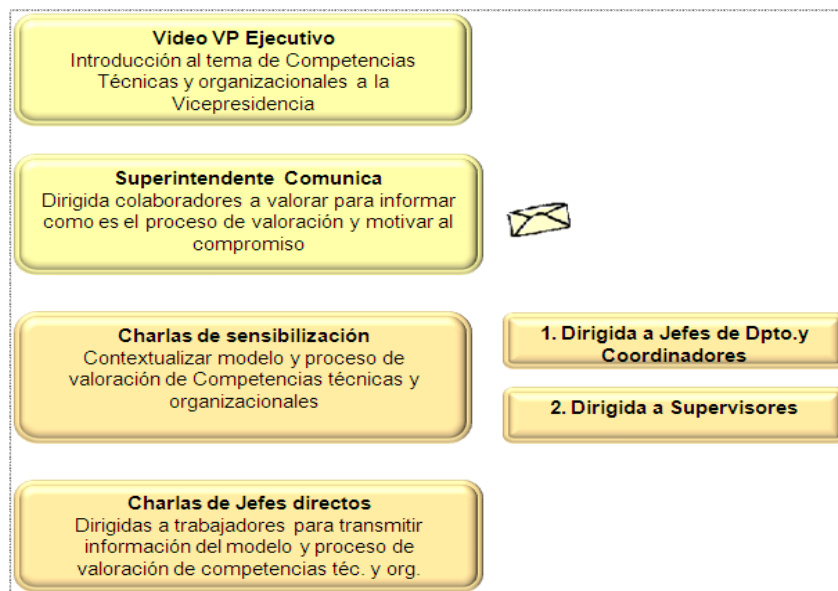 Video VP Ejecutivo
Introducción al tema de Competencias
Técnicas y organizacionales a la
Vicepresidencia
Superintendente Comunica
Dirigida colaboradores a valorar para informar
como es el proceso de valoración y motivar al
compromiso
Charlas de sensibilización
Contextualizar modelo y proceso de
valoración de Competencias técnicas y
organizacionales
1. Dirigida a Jefes de Dpto.y
Coordinadores
2. Dirigida a Supervisores
Charlas de Jefes directos
Dirigidas a trabajadores para transmitir
información del modelo y proceso de
valoración de competencias téc. y org.